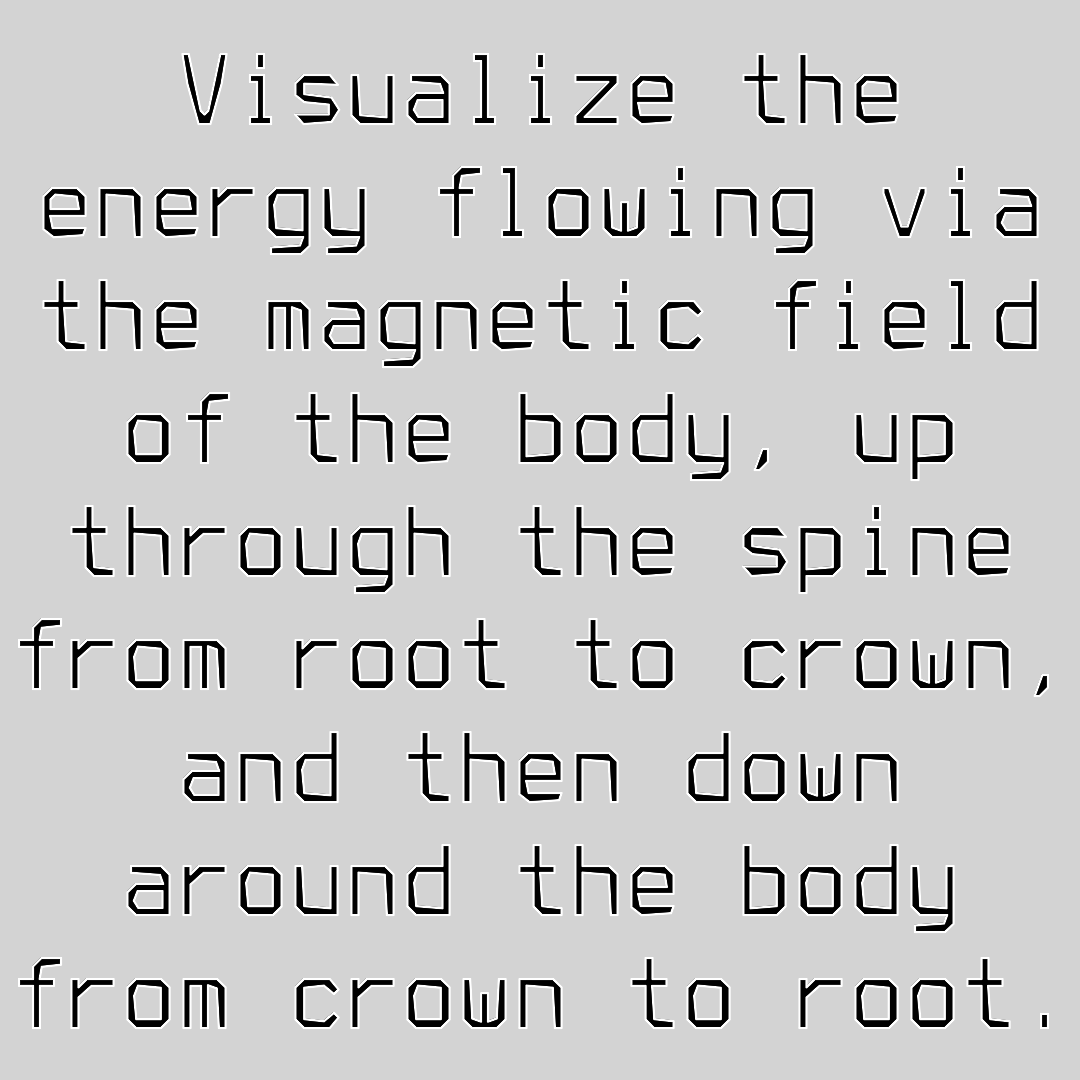 Visualize the
energy flowing via
the magnetic field
of the body, up
through the spine
from root to crown,
and then down
around the body
from crown to root.